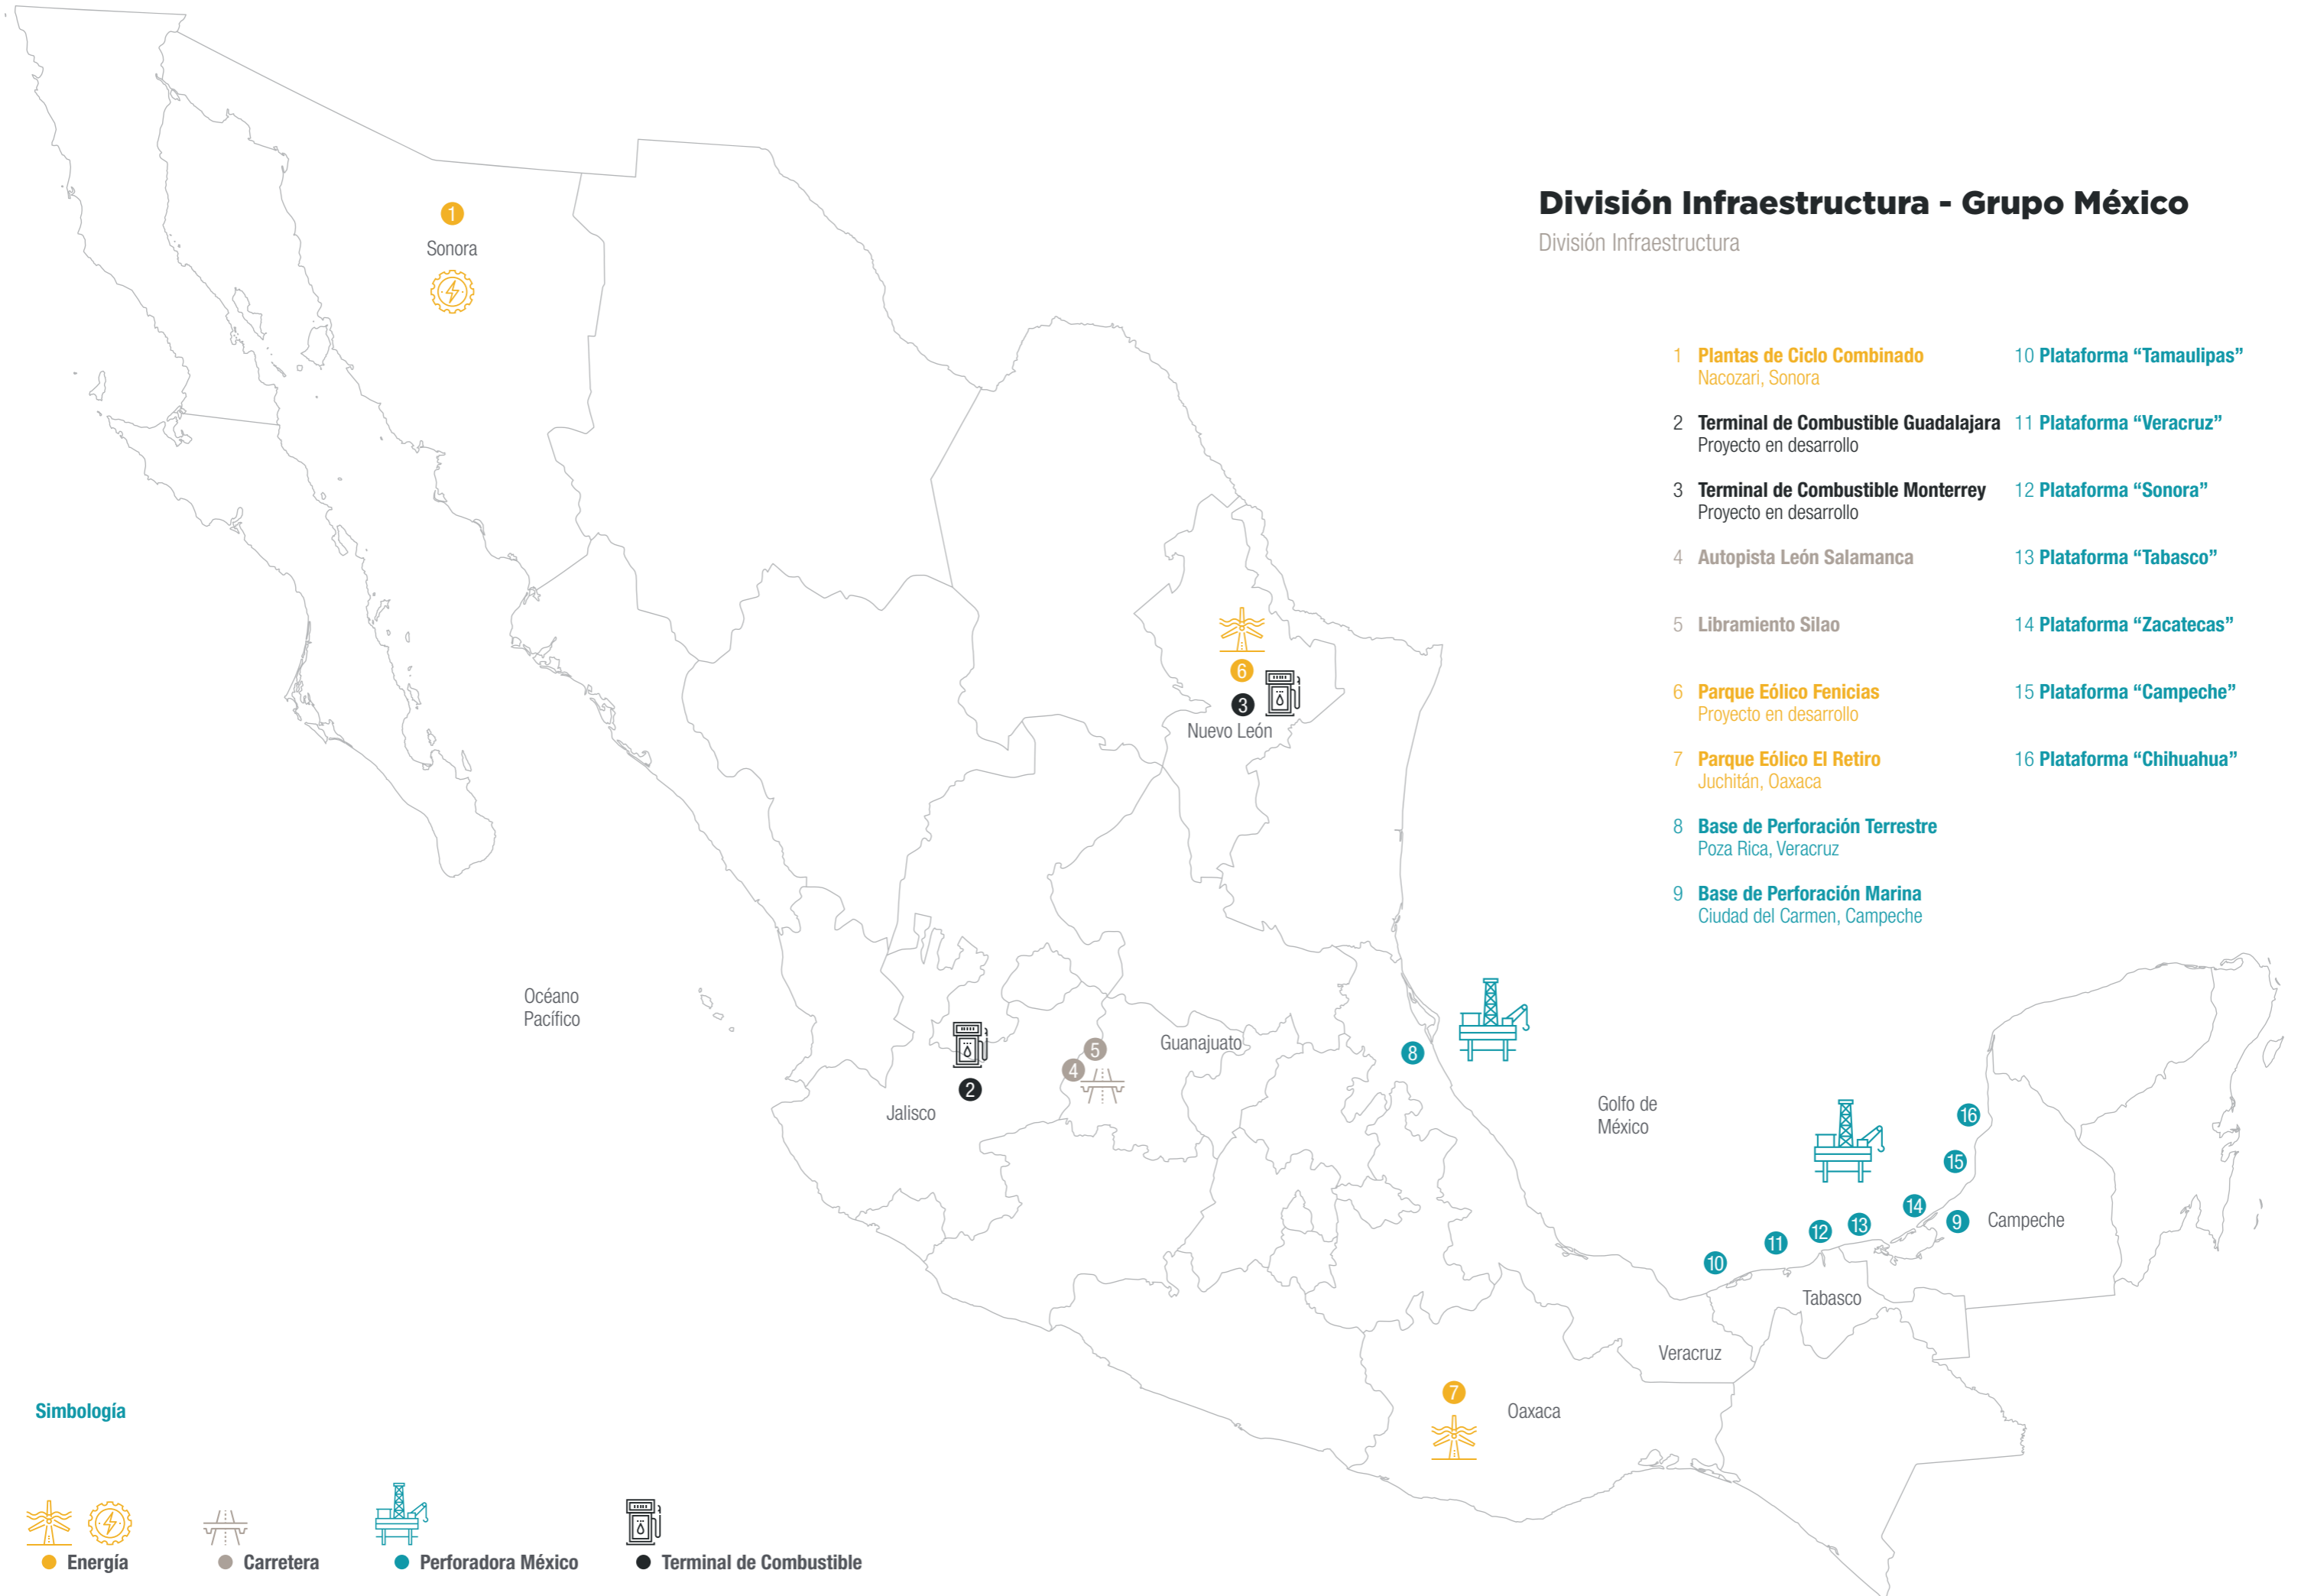 División Infraestructura - Grupo México
División Infraestructura
1 Plantas de Ciclo Combinado
Nacozari, Sonora
2 Terminal de Combustible Guadalajara
Proyecto en desarrollo
3 Terminal de Combustible Monterrey
Proyecto en desarrollo
4 Autopista León Salamanca
5 Libramiento Silao
6 Parque Eólico Fenicias
Proyecto en desarrollo
7 Parque Eólico El Retiro
Juchitán, Oaxaca
8 Base de Perforación Terrestre
Poza Rica, Veracruz
9 Base de Perforación Marina
Ciudad del Carmen, Campeche
10 Plataforma “Tamaulipas”
11 Plataforma “Veracruz”
12 Plataforma “Sonora”
13 Plataforma “Tabasco”
14 Plataforma “Zacatecas”
15 Plataforma “Campeche”
16 Plataforma “Chihuahua”
1
Sonora
6
3
Nuevo León
Océano
Pacífico
Guanajuato
5
4
2
Jalisco
8
Golfo de
México
16
15
14
9
Campeche
13
12
11
10
Tabasco
Veracruz
7
Oaxaca
Simbología
Energía
Carretera
Perforadora México
Terminal de Combustible